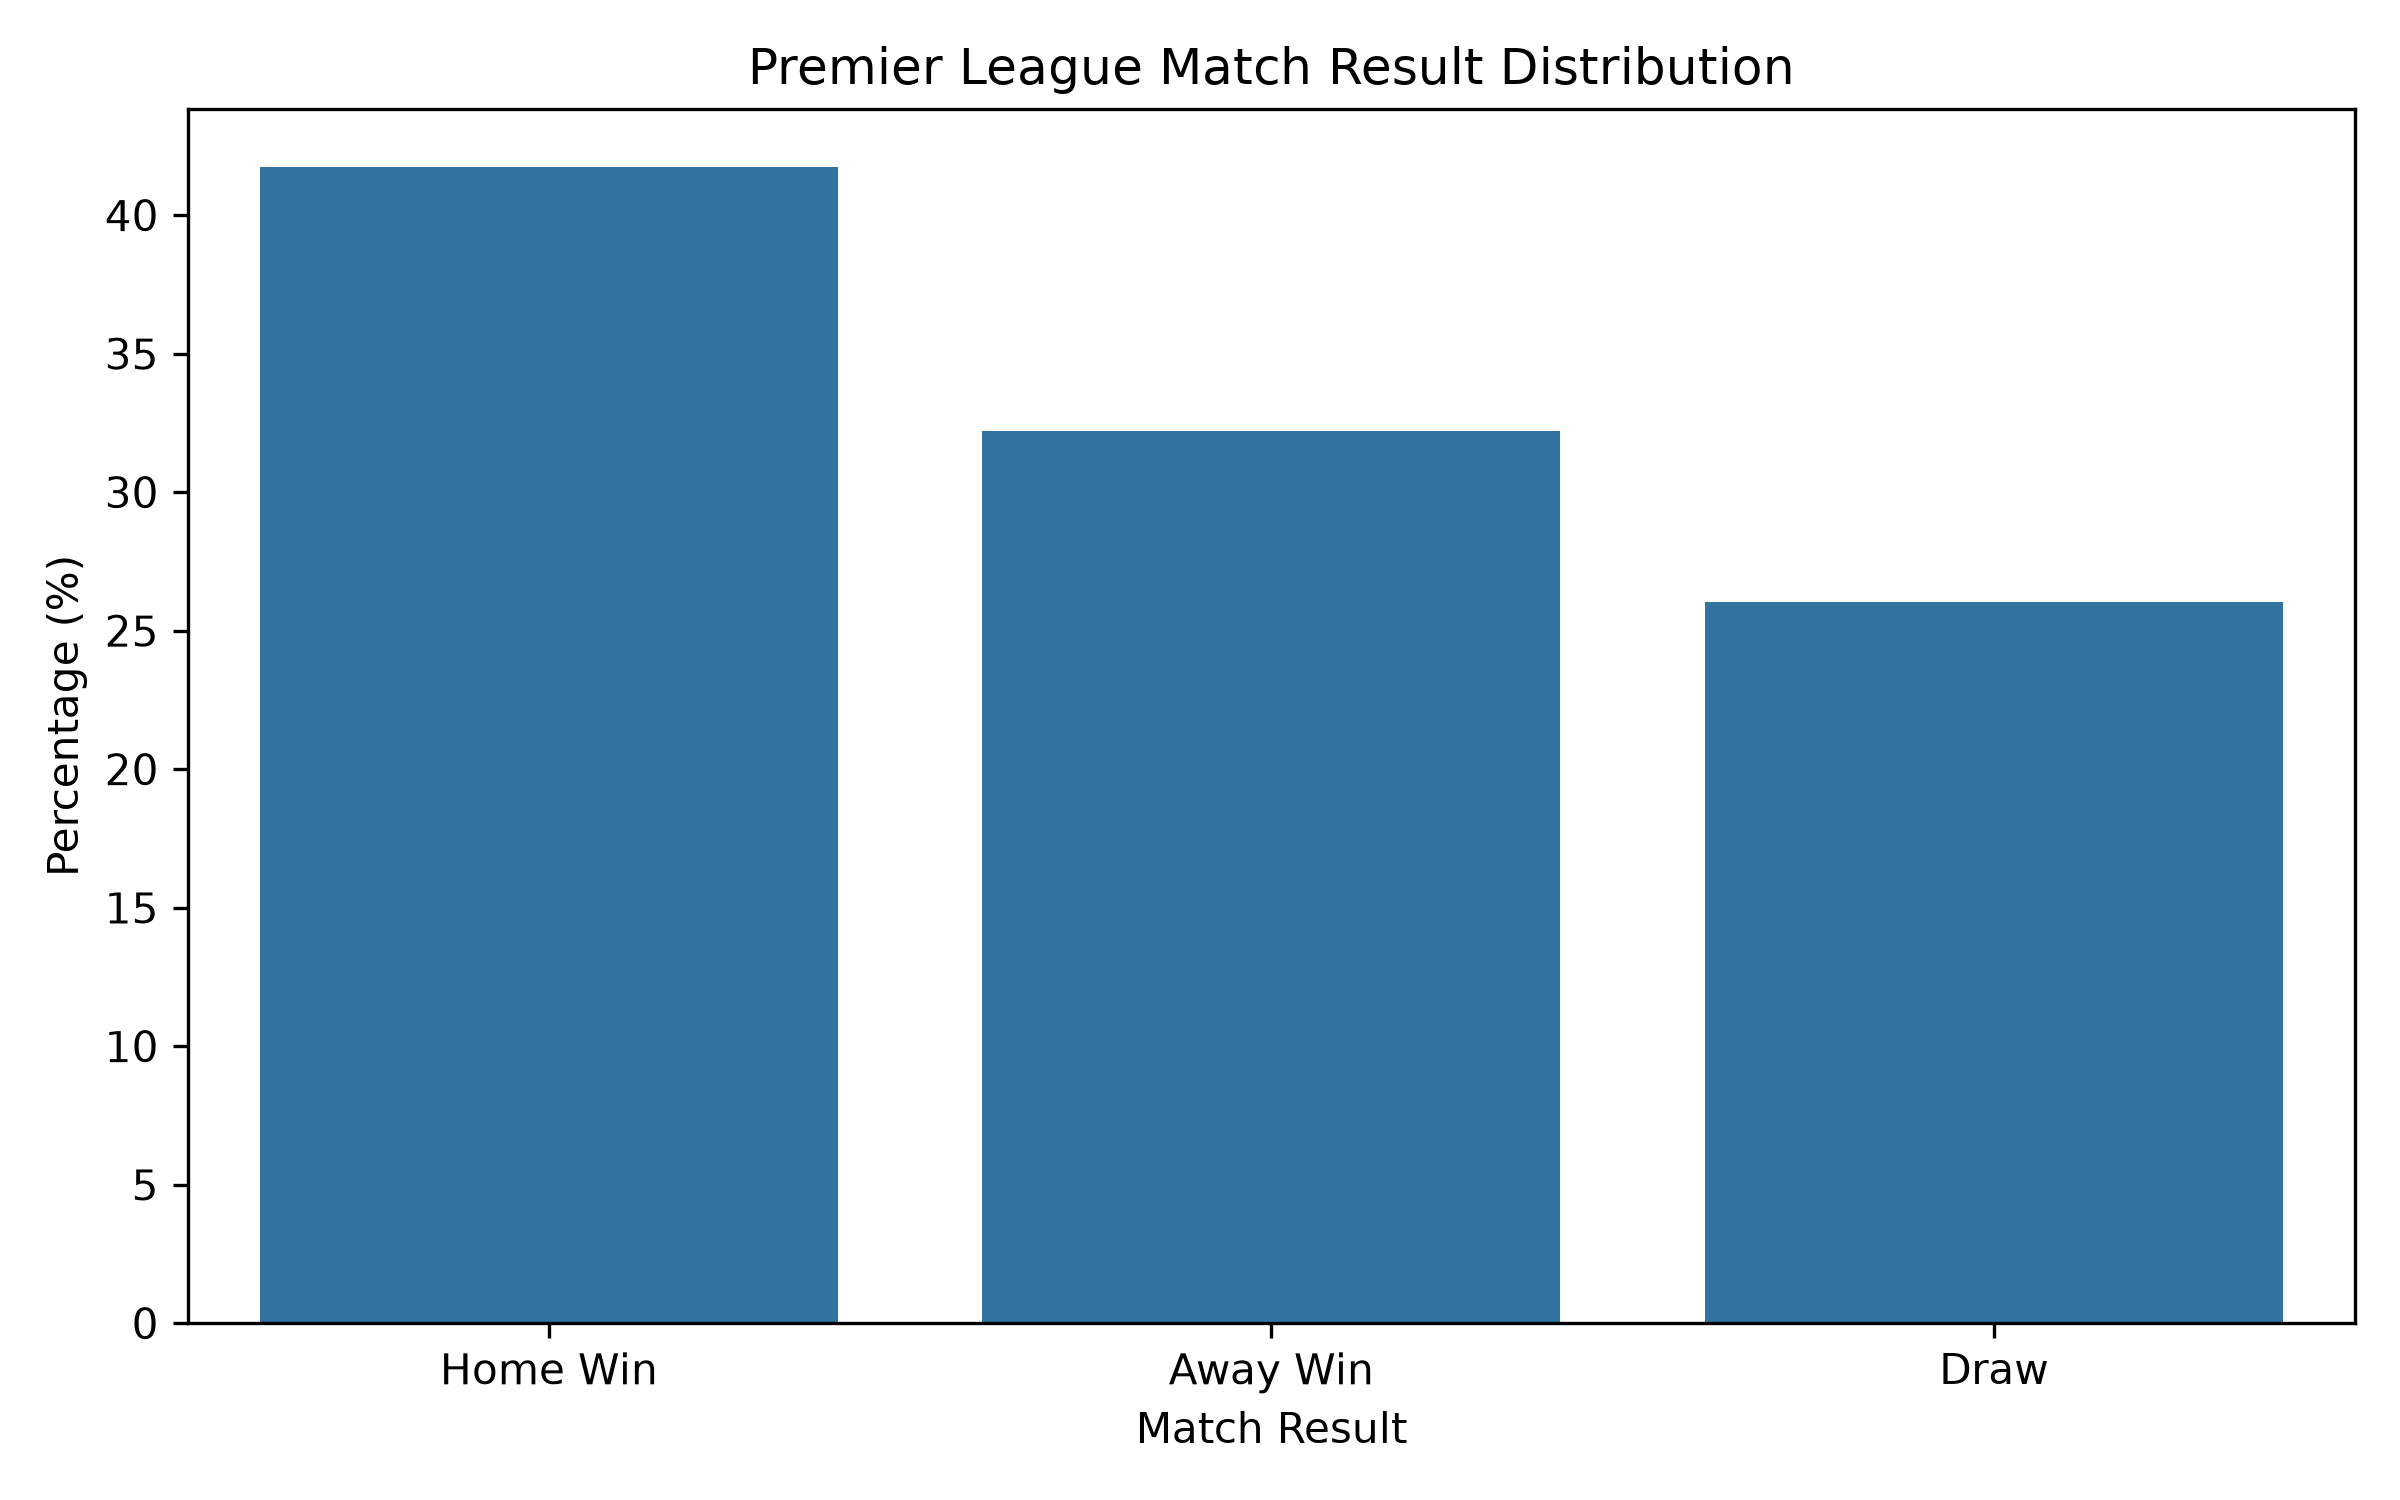 Premier League Match Result Distribution
Percentage (%)
40
35
30
25
20
15
10
5
0
Home Win
Away Win
Draw
Match Result